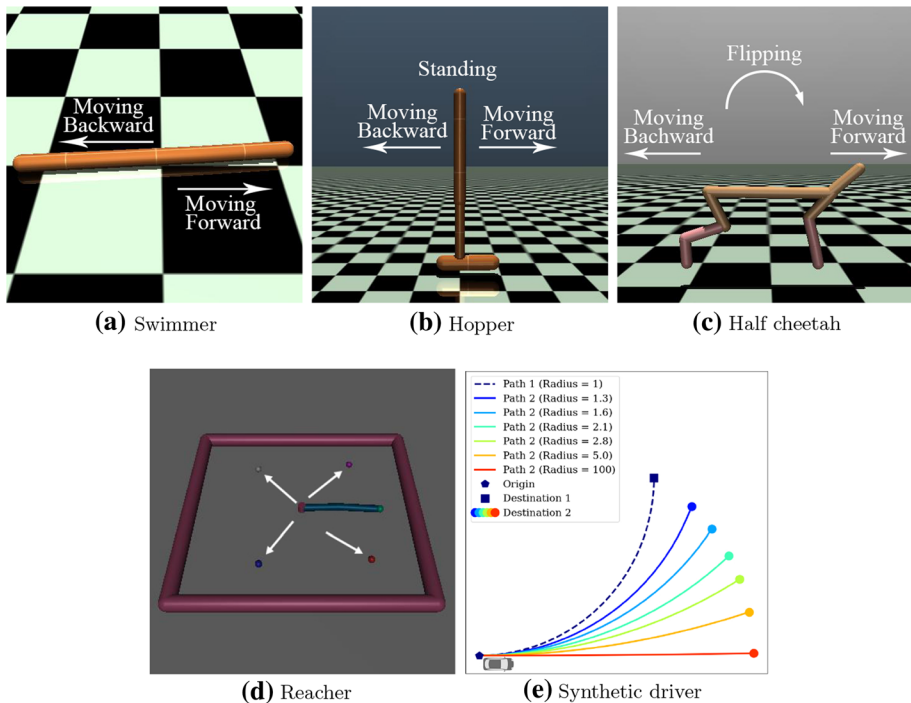 Moving
Backward
Moving
Forward
(a) Swimmer
Standing
Moving
Backward
Moving
Forward
(b) Hopper
Flipping
Moving
Bachward
Moving
Forward
(c) Half cheetah
(d) Reacher
Path 1 (Radius = 1)
Path 2 (Radius = 1.3)
Path 2 (Radius = 1.6)
Path 2 (Radius = 2.1)
Path 2 (Radius = 2.8)
Path 2 (Radius = 5.0)
Path 2 (Radius = 100)
Origin
Destination 1
Destination 2
(e) Synthetic driver